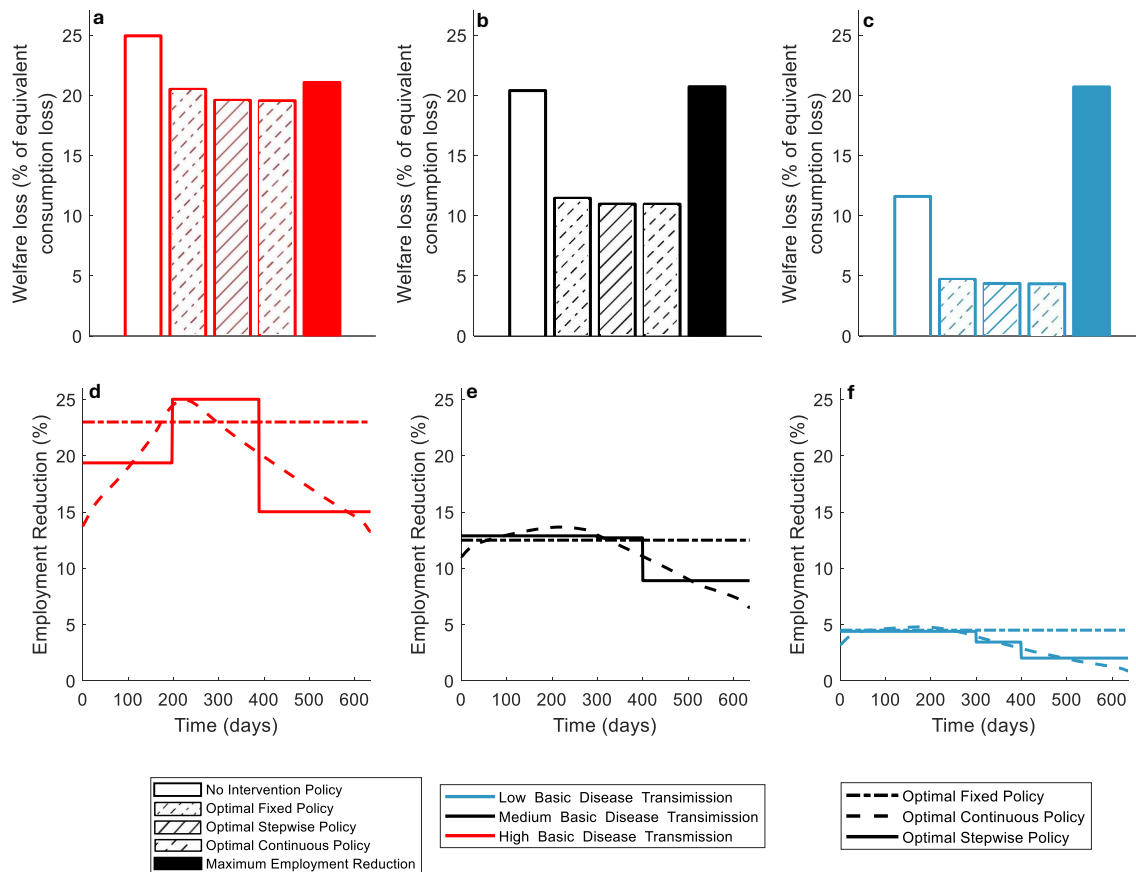 a
Welfare loss (% of equivalent
consumption loss)
25
20
15
10
5
0
b
Welfare loss (% of equivalent
consumption loss)
25
20
15
10
5
0
c
Welfare loss (% of equivalent
consumption loss)
25
20
15
10
5
0
d
Employment Reduction (%)
25
20
15
10
5
0
0 100 200 300 400 500 600
Time (days)
e
Employment Reduction (%)
25
20
15
10
5
0
0 100 200 300 400 500 600
Time (days)
f
Employment Reduction (%)
25
20
15
10
5
0
0 100 200 300 400 500 600
Time (days)
No Intervention Policy
Optimal Fixed Policy
Optimal Stepwise Policy
Optimal Continuous Policy
Maximum Employment Reduction
Low Basic Disease Transimission
Medium Basic Disease Transmission
High Basic Disease Transmission
Optimal Fixed Policy
Optimal Continuous Policy
Optimal Stepwise Policy